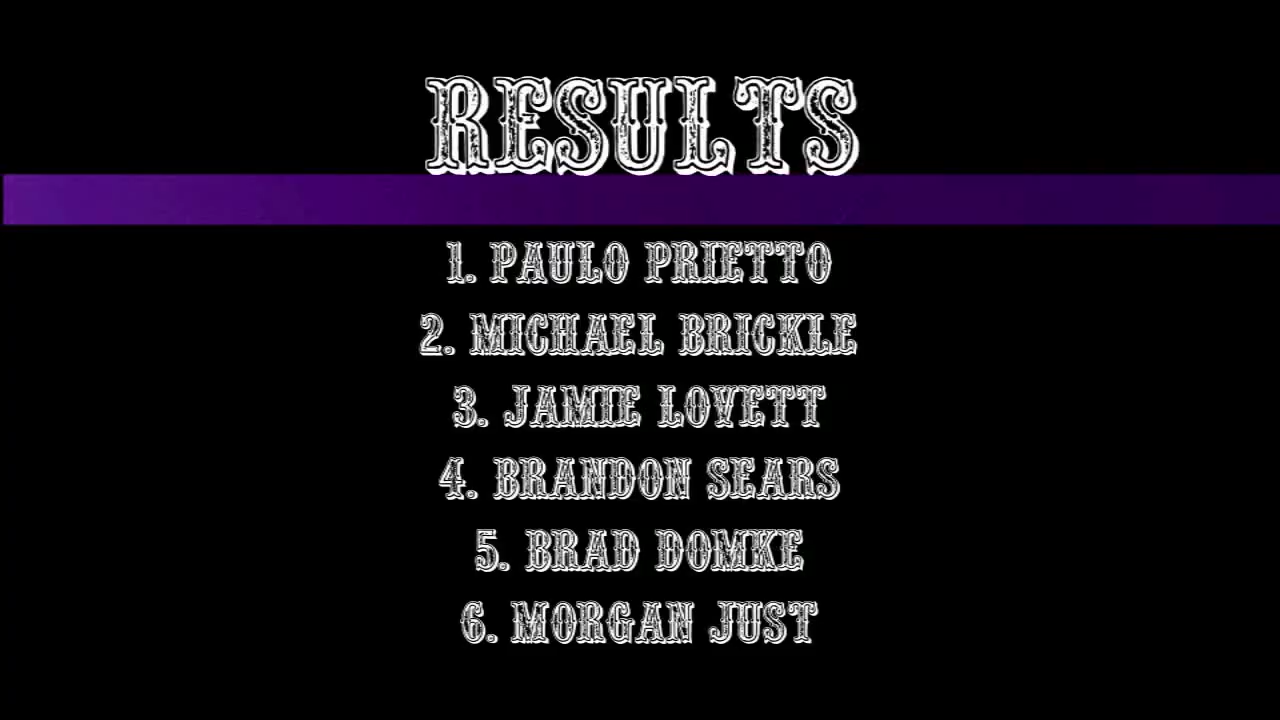 RESULTS
1. PAULO PRIETTO
2. MICHAEL BRICKLE
3. JAMIE LOVETT
4. BRANDON SEARS
5. BRAD DOMKE
6. MORGAN JUST